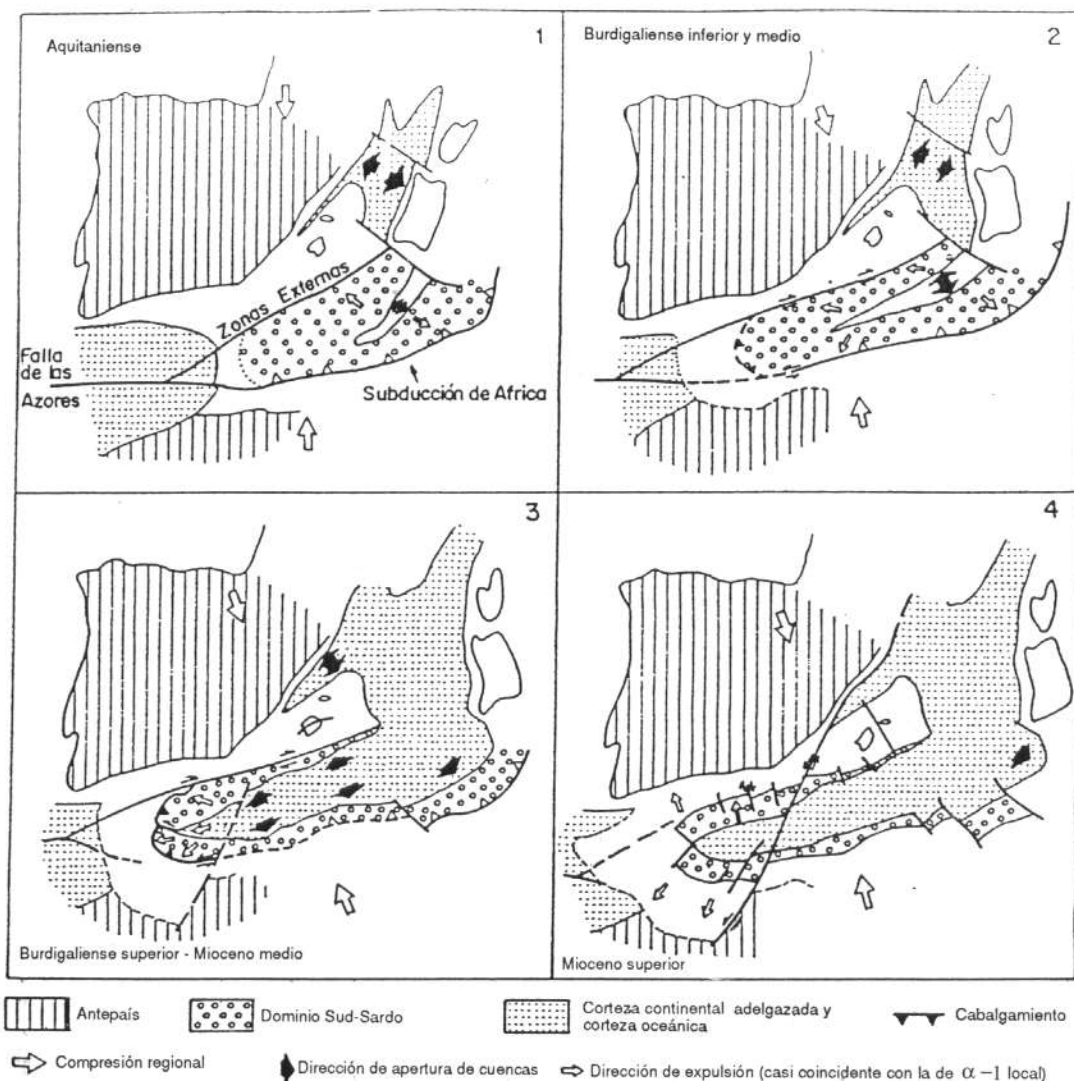 Aquitaniense
1
Zonas Externas
Falla
de las
Azores
Subducción de Africa
Burdigaliense inferior y medio
2
3
Burdigaliense superior - Mioceno medio
4
Mioceno superior
Antepaís
Dominio Sud-Sardo
Corteza continental adelgazada y
corteza oceánica
Cabalgamiento
Compresión regional
Dirección de apertura de cuencas
Dirección de expulsión (casi coincidente con la de α -1 local)